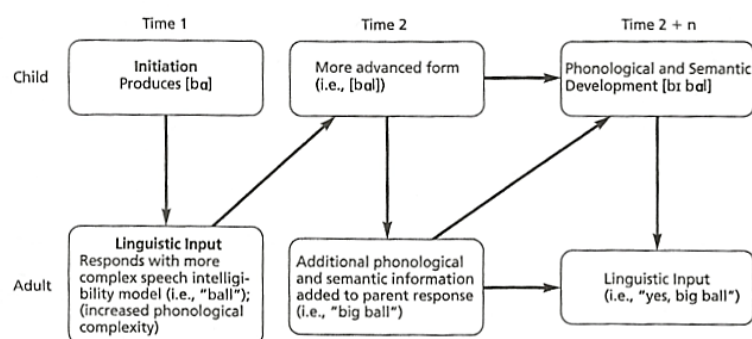 Time 1
Time 2
Time 2 + n
Child
Initiation
Produces [bɑ]
More advanced form
(i.e., [bɑl])
Phonological and Semantic
Development [bɪ bɑl]
Adult
Linguistic Input
Responds with more
complex speech intelligi-
bility model (i.e., “ball”);
(increased phonological
complexity)
Additional phonological
and semantic information
added to parent response
(i.e., “big ball”)
Linguistic Input
(i.e., “yes, big ball”)